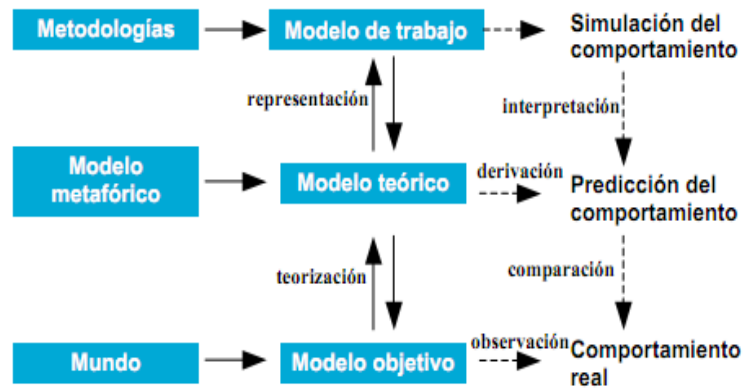 Metodologías
Modelo de trabajo
Simulación del
comportamiento
representación
interpretación
Modelo
metafórico
Modelo teórico
derivación
Predicción del
comportamiento
teorización
comparación
Mundo
Modelo objetivo
observación
Comportamiento
real